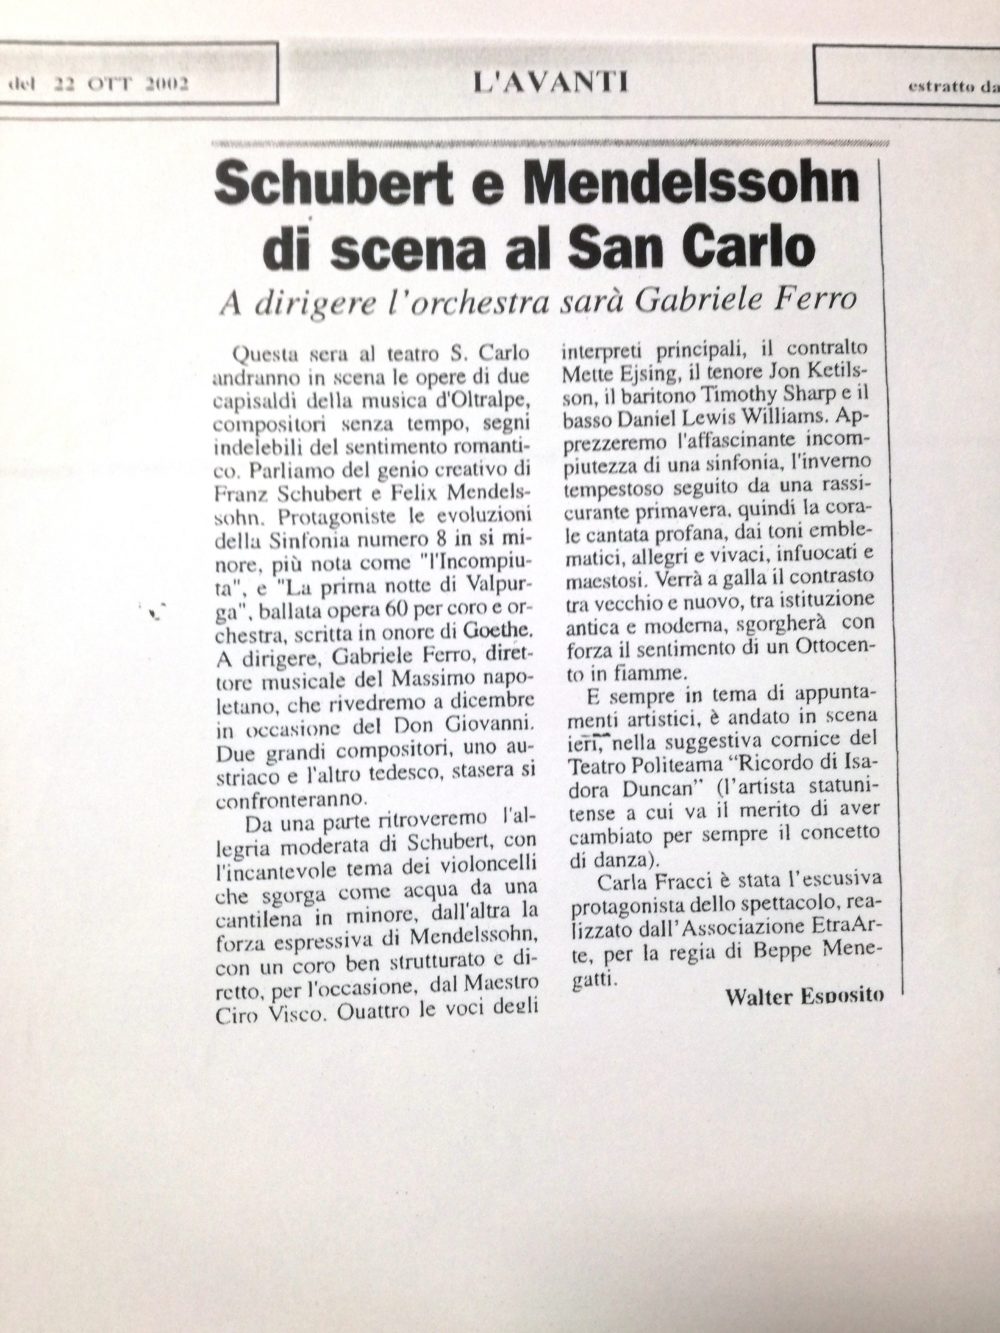 del 22 OTT 2002
L'AVANTI
estratto da
Schubert e Mendelssohn
di scena al San Carlo
A dirigere l'orchestra sarà Gabriele Ferro
Questa sera al teatro S. Carlo
andranno in scena le opere di due
capisaldi della musica d'Oltralpe,
compositori senza tempo, segni
indelebili del sentimento romanti-
co. Parliamo del genio creativo di
Franz Schubert e Felix Mendels-
sohn. Protagoniste le evoluzioni
della Sinfonia numero 8 in si mi-
nore, più nota come "l'Incompiu-
ta", e "La prima notte di Valpur-
ga", ballata opera 60 per coro e or-
chestra, scritta in onore di Goethe.
A dirigere, Gabriele Ferro, diret-
tore musicale del Massimo napo-
letano, che rivedremo a dicembre
in occasione del Don Giovanni.
Due grandi compositori, uno au-
striaco e l'altro tedesco, stasera si
confronteranno.
Da una parte ritroveremo l'al-
legria moderata di Schubert, con
l'incantevole tema dei violoncelli
che sgorga come acqua da una
cantilena in minore, dall'altra la
forza espressiva di Mendelssohn,
con un coro ben strutturato e di-
retto, per l'occasione, dal Maestro
Ciro Visco. Quattro le voci degli
interpreti principali, il contralto
Mette Ejsing, il tenore Jon Ketils-
son, il baritono Timothy Sharp e il
basso Daniel Lewis Williams. Ap-
prezzeremo l'affascinante incom-
piutezza di una sinfonia, l'inverno
tempestoso seguito da una rassi-
curante primavera, quindi la cora-
le cantata profana, dai toni emble-
matici, allegri e vivaci, infuocati e
maestosi. Verrà a galla il contrasto
tra vecchio e nuovo, tra istituzione
antica e moderna, sgorgherà con
forza il sentimento di un Ottocen-
to in fiamme.
E sempre in tema di appunta-
menti artistici, è andato in scena
ieri, nella suggestiva cornice del
Teatro Politeama “Ricordo di Isa-
dora Duncan” (l’artista statuni-
tense a cui va il merito di aver
cambiato per sempre il concetto
di danza).
Carla Fracci è stata l’escusiva
protagonista dello spettacolo, rea-
lizzato dall’Associazione EtraAr-
te, per la regia di Beppe Mene-
gatti.
Walter Esposito